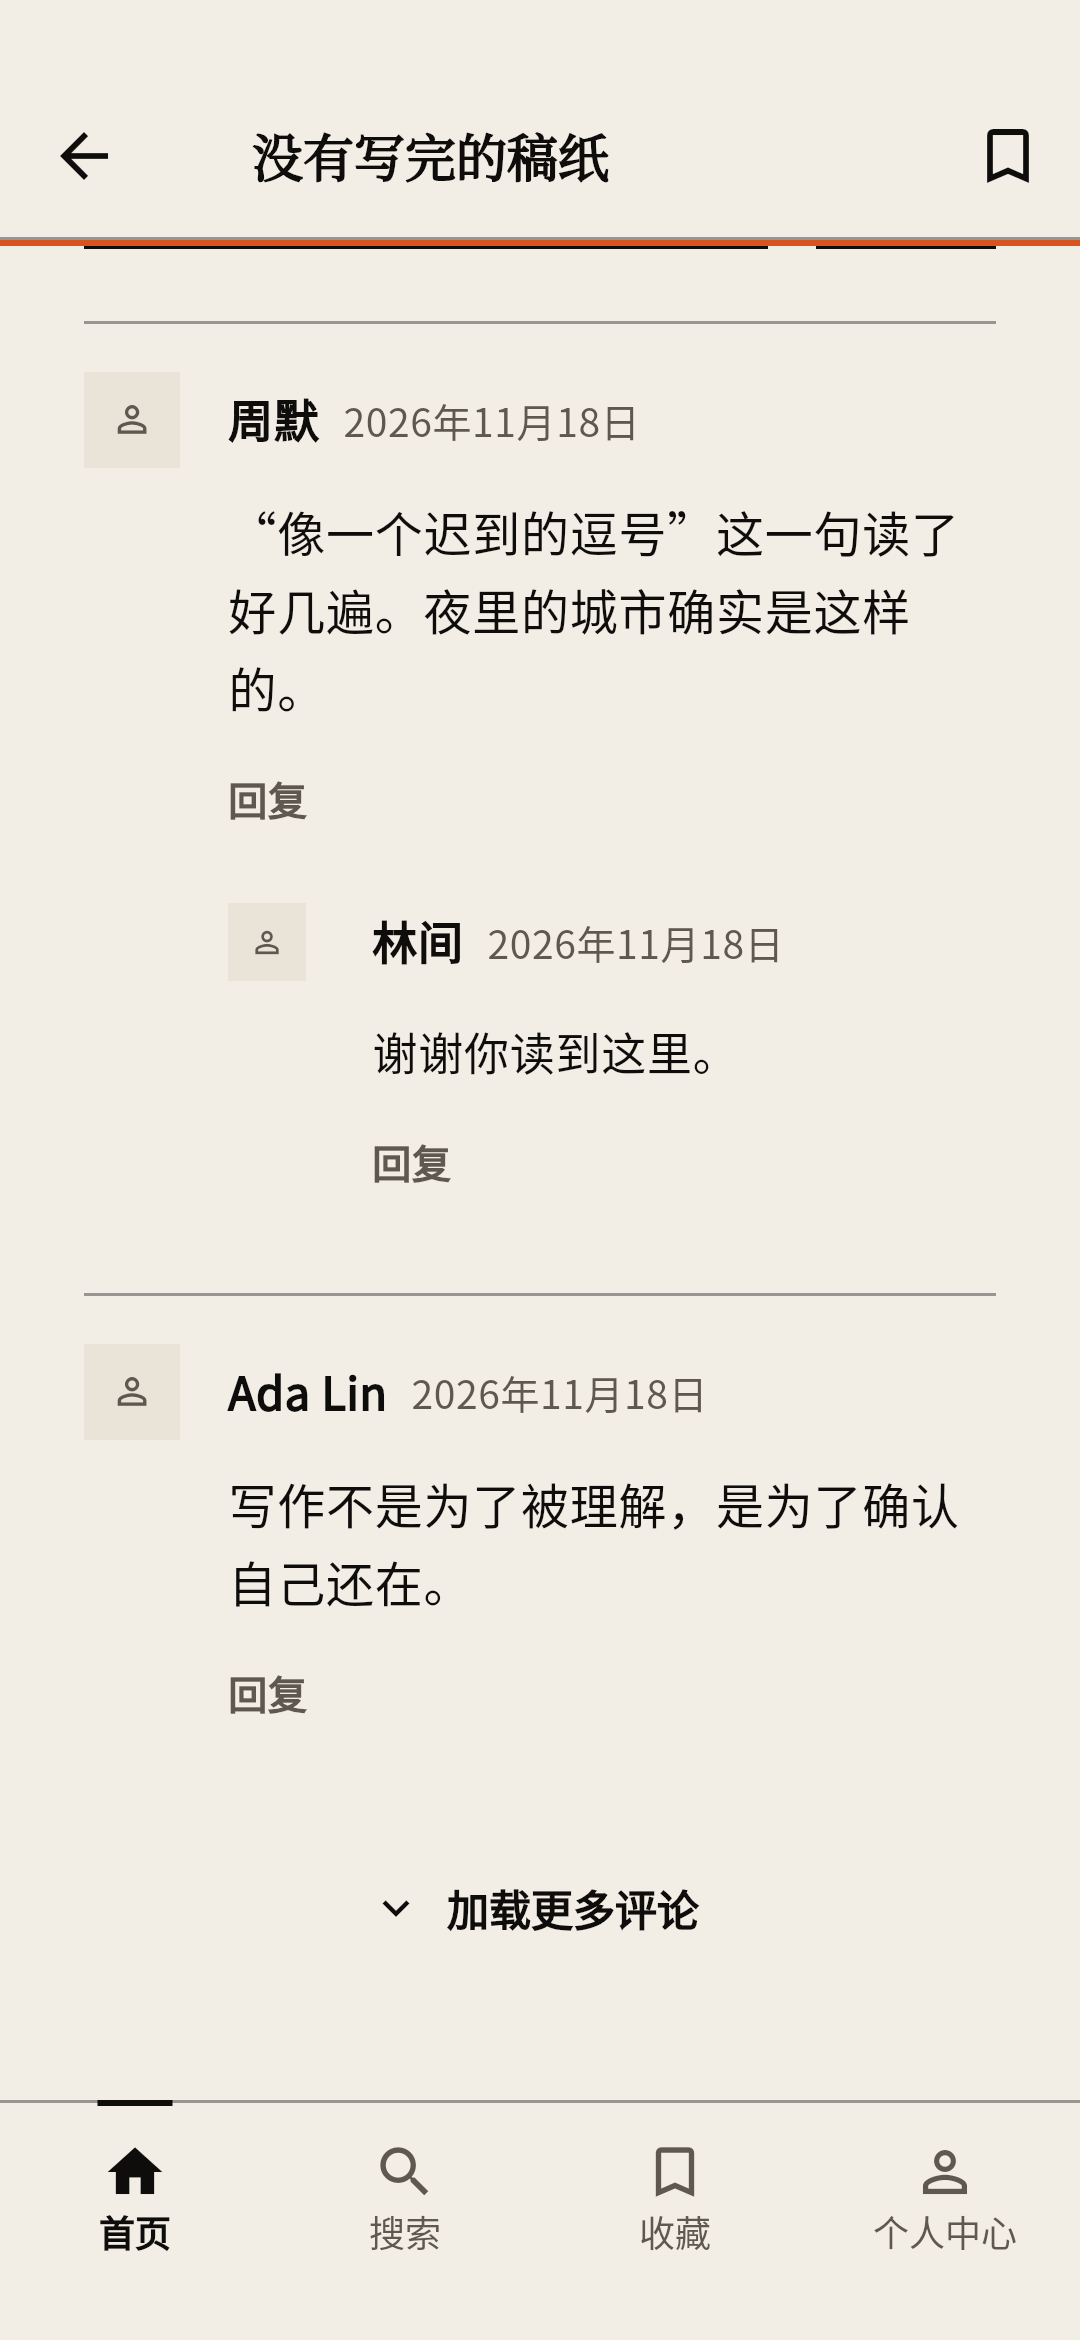 没有写完的稿纸
周默 2026年11月18日
“像一个迟到的逗号”这一句读了
好几遍。夜里的城市确实是这样
的。
回复
林间 2026年11月18日
谢谢你读到这里。
回复
Ada Lin 2026年11月18日
写作不是为了被理解，是为了确认
自己还在。
回复
加载更多评论
首页 搜索 收藏 个人中心